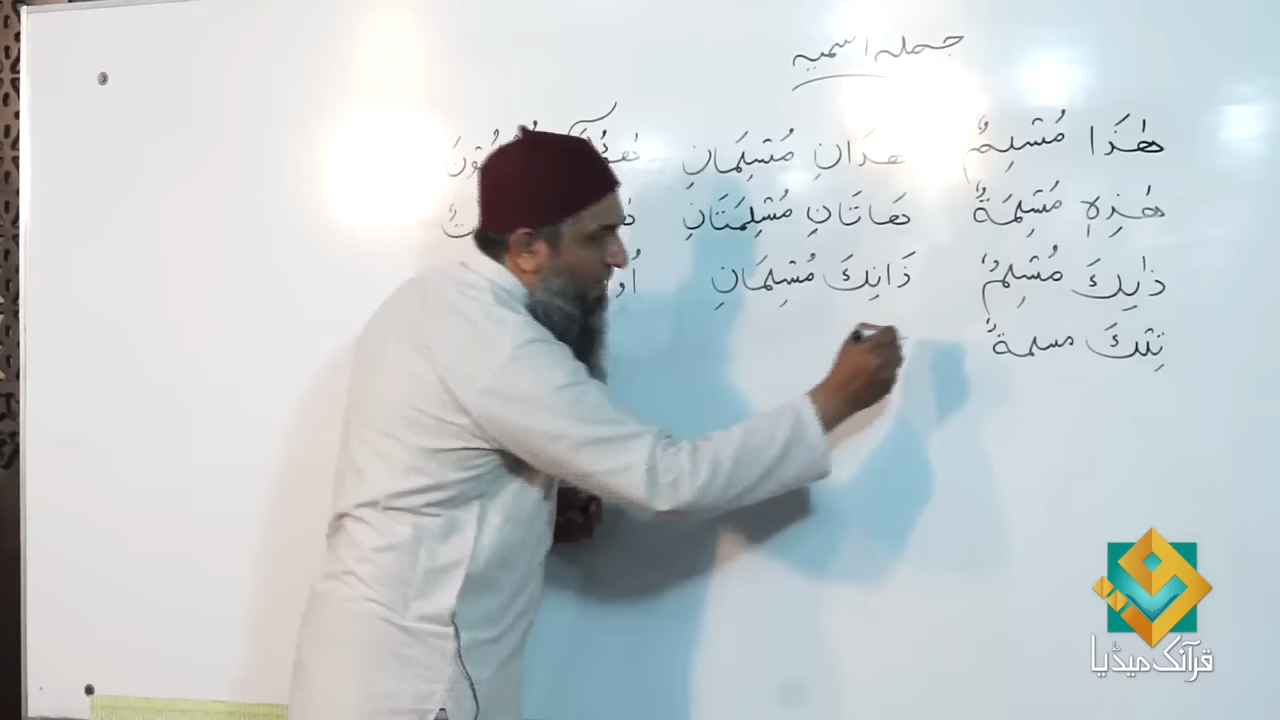 جملہ اسمیہ
هٰذَا مُسْلِمٌ هٰذَانِ مُسْلِمَانِ
هٰذِهٖ مُسْلِمَةٌ هَاتَانِ مُسْلِمَتَانِ
ذٰلِكَ مُسْلِمٌ ذَانِكَ مُسْلِمَانِ
تِلْكَ مسلمةٌ
قرآنک میڈیا